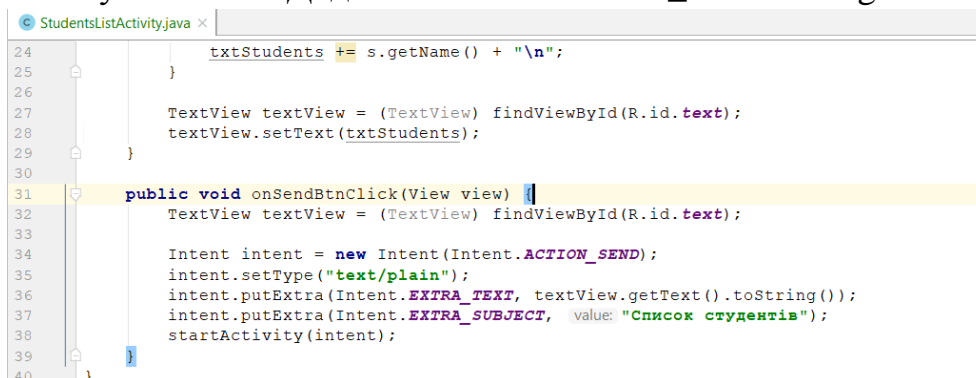 StudentsListActivity.java ×
24 txtStudents += s.getName() + "\n";
25 }
26
27 TextView textView = (TextView) findViewById(R.id.text);
28 textView.setText(txtStudents);
29 }
30
31 public void onSendBtnClick(View view) {
32 TextView textView = (TextView) findViewById(R.id.text);
33
34 Intent intent = new Intent(Intent.ACTION_SEND);
35 intent.setType("text/plain");
36 intent.putExtra(Intent.EXTRA_TEXT, textView.getText().toString());
37 intent.putExtra(Intent.EXTRA_SUBJECT, value: "Список студентів");
38 startActivity(intent);
39 }
40 }